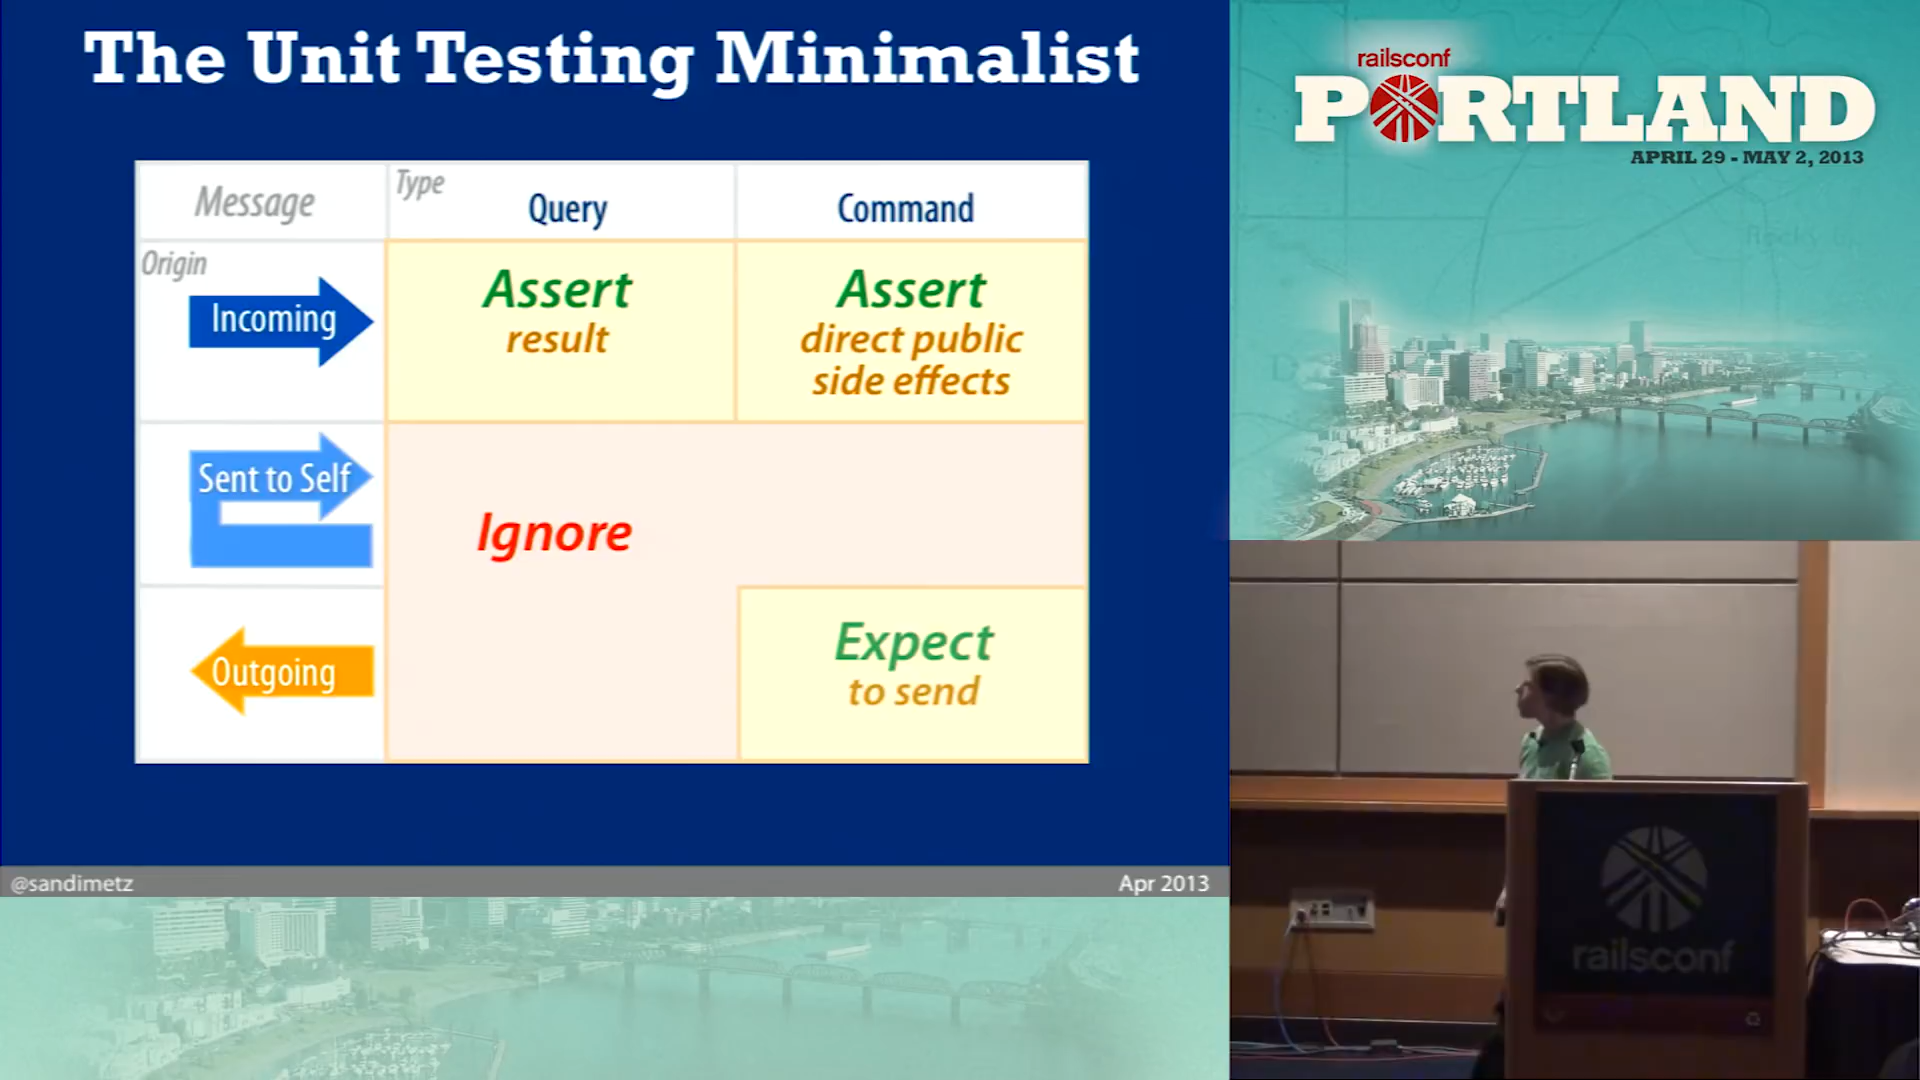 The Unit Testing Minimalist
Message
Type
Query
Command
Origin
Incoming
Assert
result
Assert
direct public
side effects
Sent to Self
Ignore
Outgoing
Expect
to send
@sandimetz
Apr 2013
railsconf
PORTLAND
APRIL 29 - MAY 2, 2013
railsconf